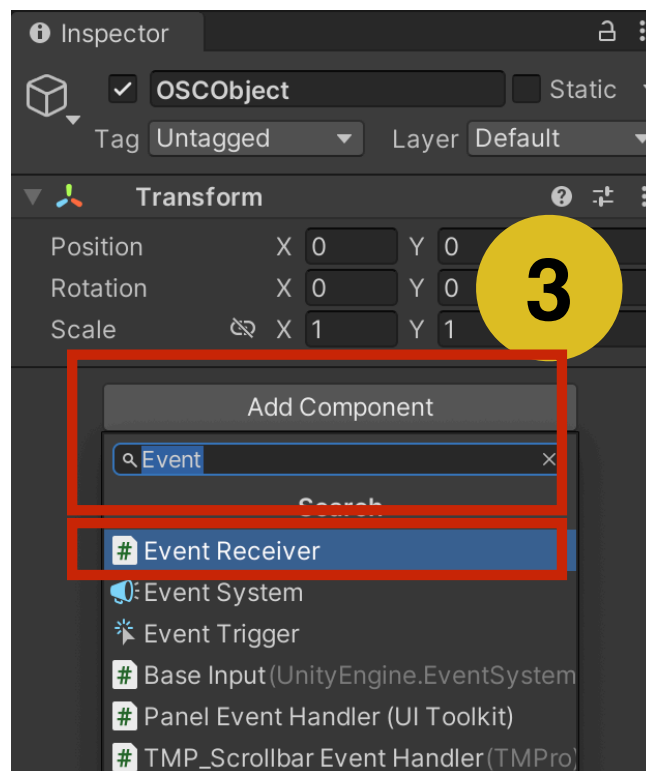 Inspector
OSCObject Static
Tag Untagged Layer Default
Transform
Position X 0 Y 0
Rotation X 0 Y 0
Scale X 1 Y 1
3
Add Component
Event
Search
# Event Receiver
Event System
Event Trigger
# Base Input (UnityEngine.EventSystem
# Panel Event Handler (UI Toolkit)
# TMP_Scrollbar Event Handler (TMPro)